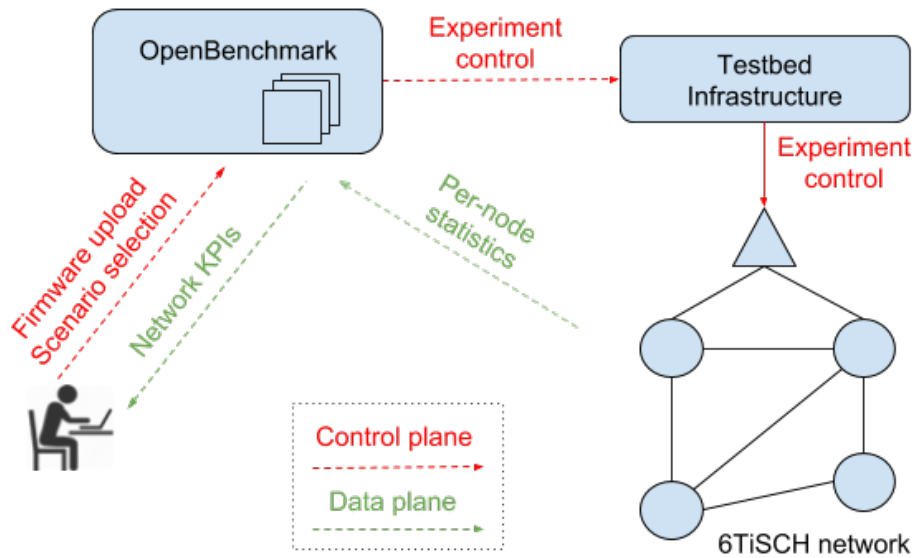 OpenBenchmark
Experiment
control
Testbed
Infrastructure
Experiment
control
Firmware upload
Scenario selection
Network KPIs
Per-node
statistics
Control plane
Data plane
6TiSCH network